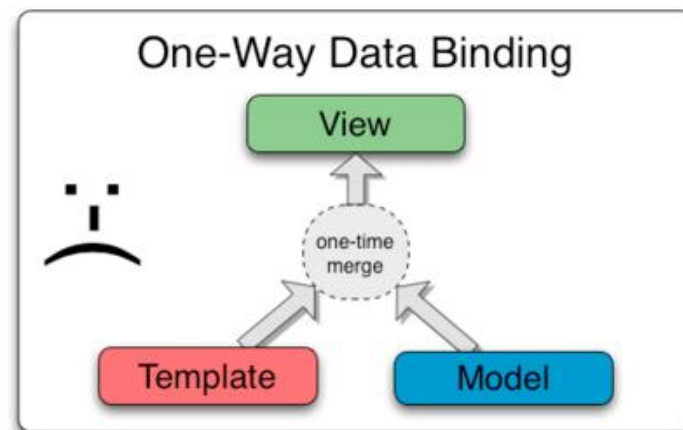 One-Way Data Binding
View
one-time
merge
Template
Model